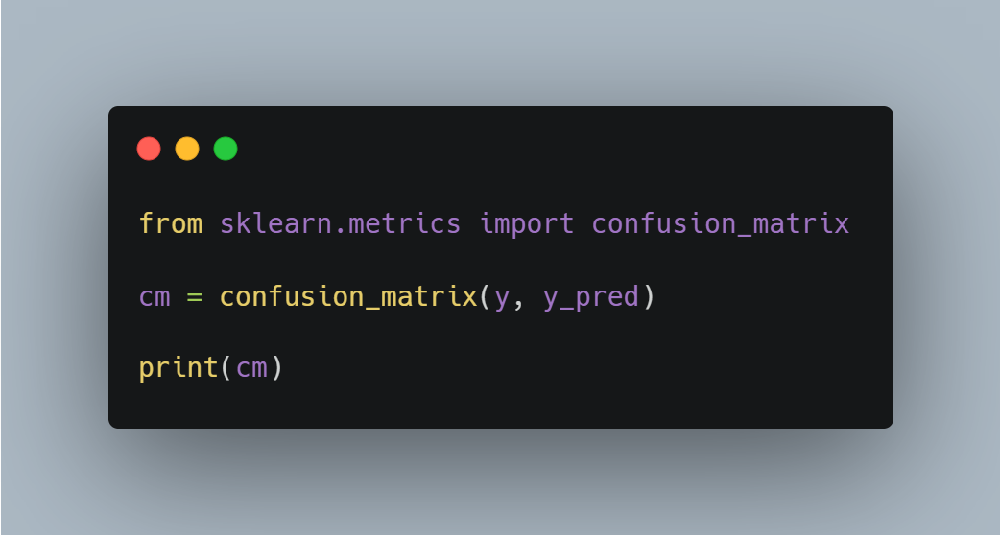 from sklearn.metrics import confusion_matrix
cm = confusion_matrix(y, y_pred)
print(cm)